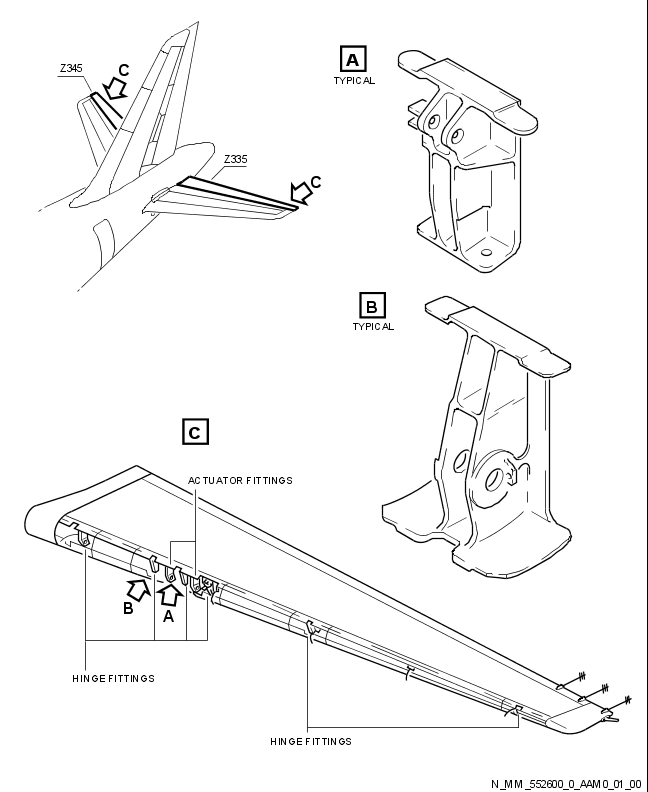 Z345
C
Z335
C
A
TYPICAL
B
TYPICAL
C
ACTUATOR FITTINGS
B
A
HINGE FITTINGS
HINGE FITTINGS
N_MM_552600_0_AAM0_01_00